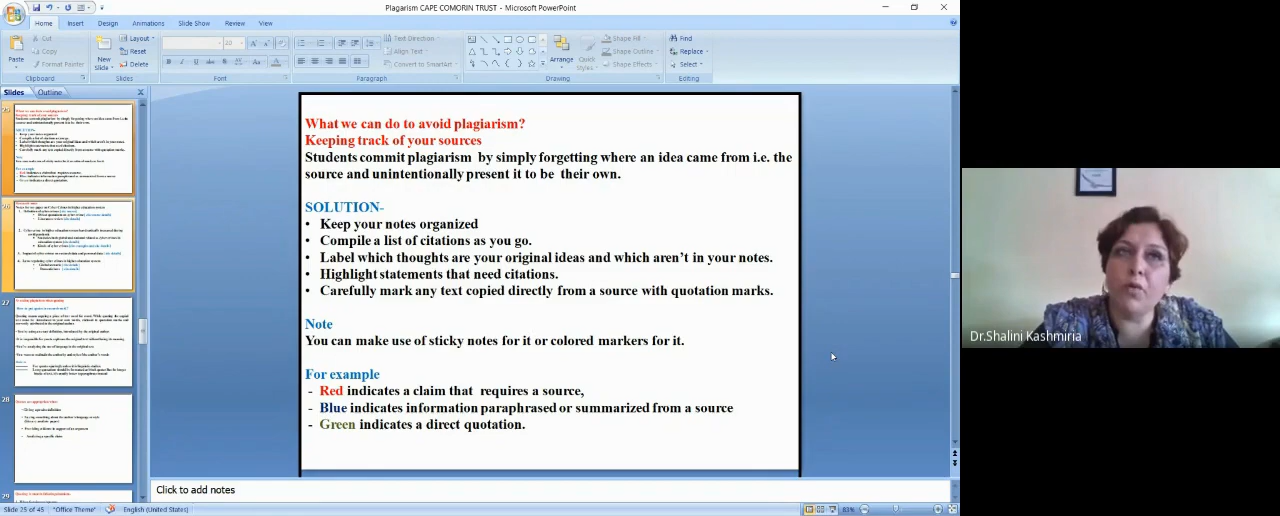 Plagarism CAPE COMORIN TRUST - Microsoft PowerPoint
Home Insert Design Animations Slide Show Review View
Cut
Copy
Format Painter
Paste
Clipboard
New
Slide
Layout
Reset
Delete
Slides
20
Font
Text Direction
Align Text
Convert to SmartArt
Paragraph
Arrange
Quick
Styles
Shape Fill
Shape Outline
Shape Effects
Drawing
Find
Replace
Select
Editing
Slides Outline
26
27
28
29
What we can do to avoid plagiarism?
Keeping track of your sources
Students commit plagiarism by simply forgetting where an idea came from i.e. the
source and unintentionally present it to be their own.
SOLUTION-
• Keep your notes organized
• Compile a list of citations as you go.
• Label which thoughts are your original ideas and which aren't in your notes.
• Highlight statements that need citations.
• Carefully mark any text copied directly from a source with quotation marks.
Note
You can make use of sticky notes for it or colored markers for it.
For example
- Red indicates a claim that requires a source,
- Blue indicates information paraphrased or summarized from a source
- Green indicates a direct quotation.
Click to add notes
Slide 25 of 45 "Office Theme" English (United States) 83%
Dr.Shalini Kashmiria